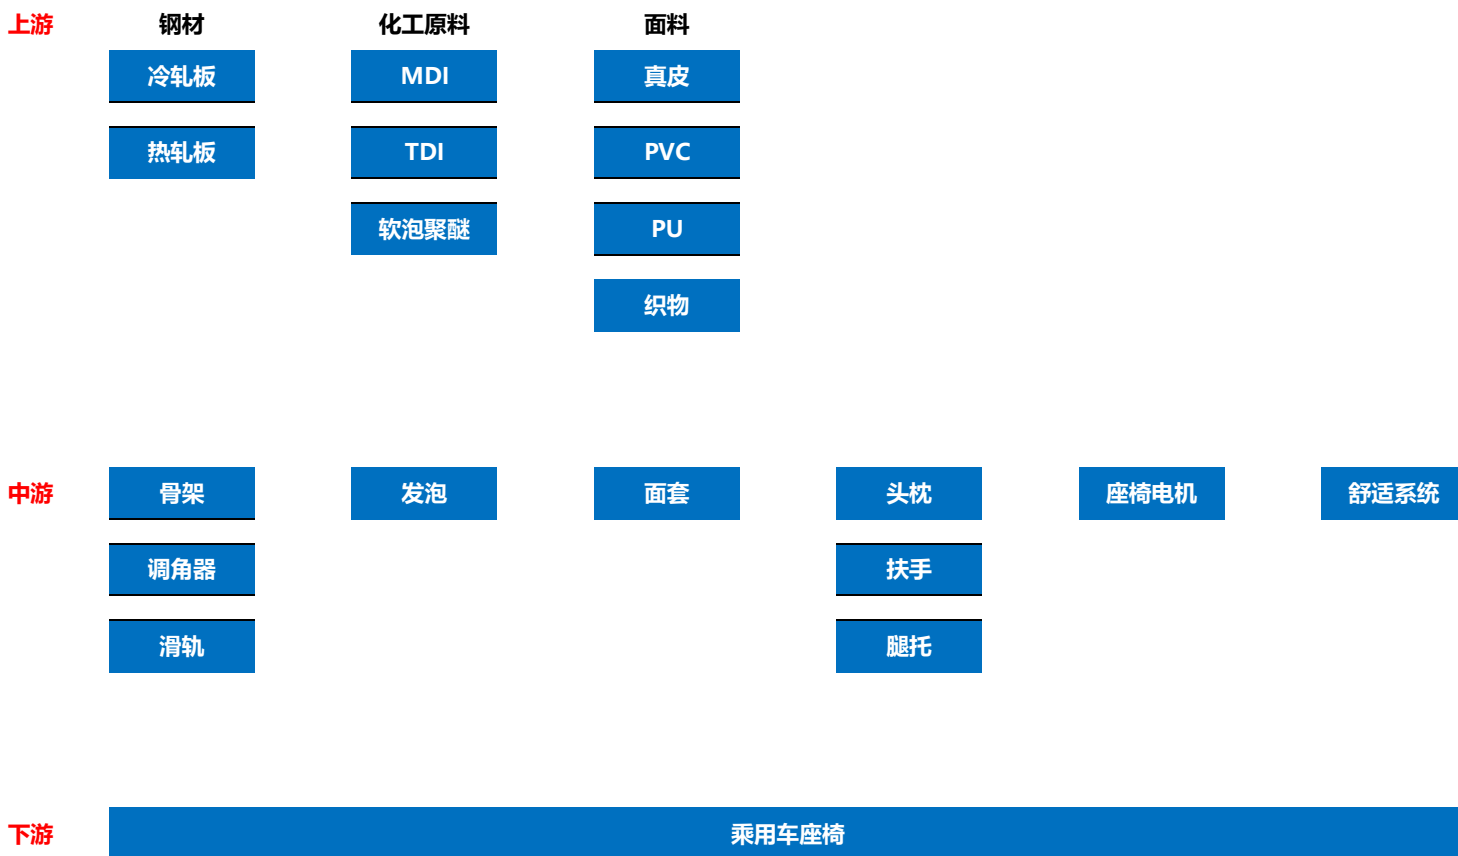 上游 钢材 化工原料 面料
冷轧板 MDI 真皮
热轧板 TDI PVC
软泡聚醚 PU
织物
中游 骨架 发泡 面套 头枕 座椅电机 舒适系统
调角器 扶手
滑轨 腿托
下游 乘用车座椅